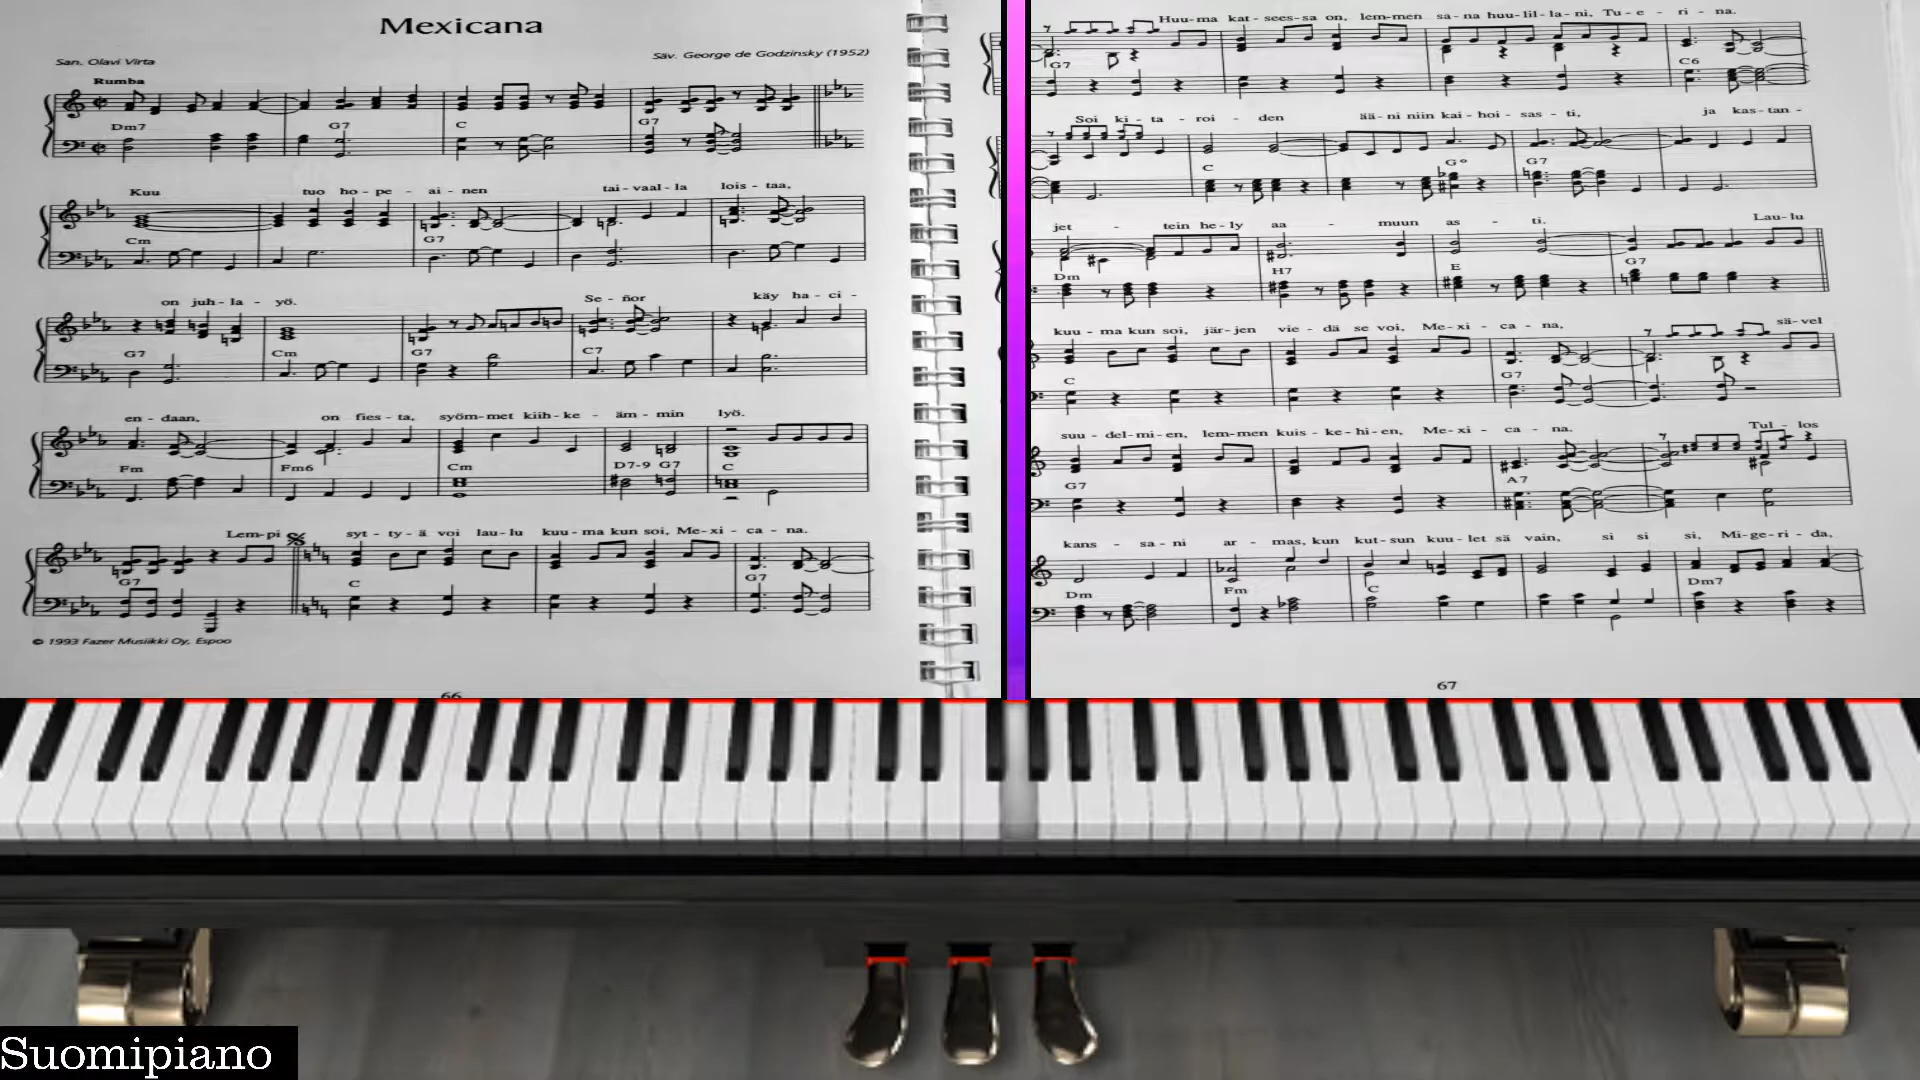 Mexicana
San. Olavi Virta
Säv. George de Godzinsky (1952)
Rumba
Dm7 G7 C G7
Kuu tuo ho-pe-ai-nen tai-vaal-la lois-taa,
Cm G7
on juh-la-yö. Se-ñor käy ha-ci-
G7 Cm G7 C7
en-daan, on fies-ta, syöm-met kiih-ke-äm-min lyö.
Fm Fm6 Cm D7-9 G7 C
Lem-pi syt-ty-ä voi lau-lu kuu-ma kun soi, Me-xi-ca-na.
G7 C G7
© 1993 Fazer Musiikki Oy, Espoo
66
Huu-ma kat-sees-sa on, lem-men sa-na huu-lil-la-ni, Tu-e-ri-na.
G7 C6
Soi ki-ta-roi-den ää-ni niin kai-hoi-sas-ti, ja kas-tan-
C G° G7
jet-tein he-ly aa-muun as-ti. Lau-lu
Dm H7 E G7
kuu-ma kun soi, jär-jen vie-dä se voi, Me-xi-ca-na, sä-vel
C G7
suu-del-mi-en, lem-men kuis-ke-hi-en, Me-xi-ca-na. Tul-los
G7 A7
kans-sa-ni ar-mas, kun kut-sun kuu-let sä vain, si si si, Mi-ge-ri-da,
Dm Fm C Dm7
67
Suomipiano